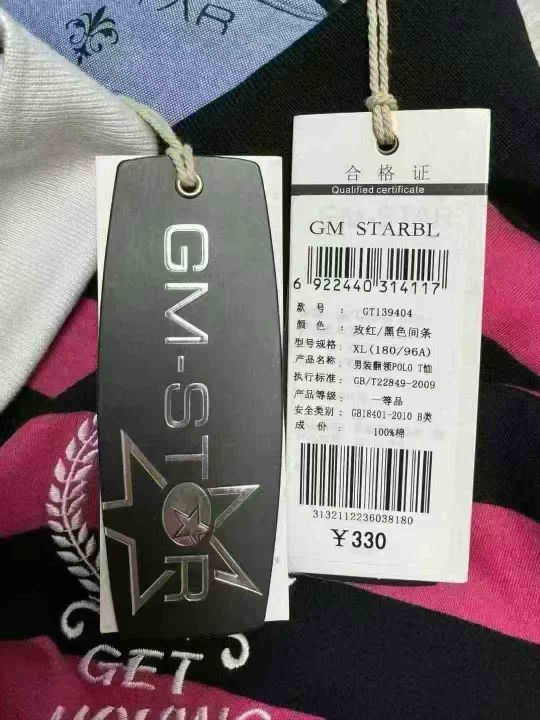 GM-STAR
合格证
Qualified certificate
GM STARBL
6 922440 314117
款号: GT139404
颜色: 玫红/黑色间条
型号规格: XL(180/96A)
产品名称: 男装翻领POLO T恤
执行标准: GB/T22849-2009
产品等级: 一等品
安全类别: GB18401-2010 B类
成份: 100%棉
3132112236038180
¥330
GET